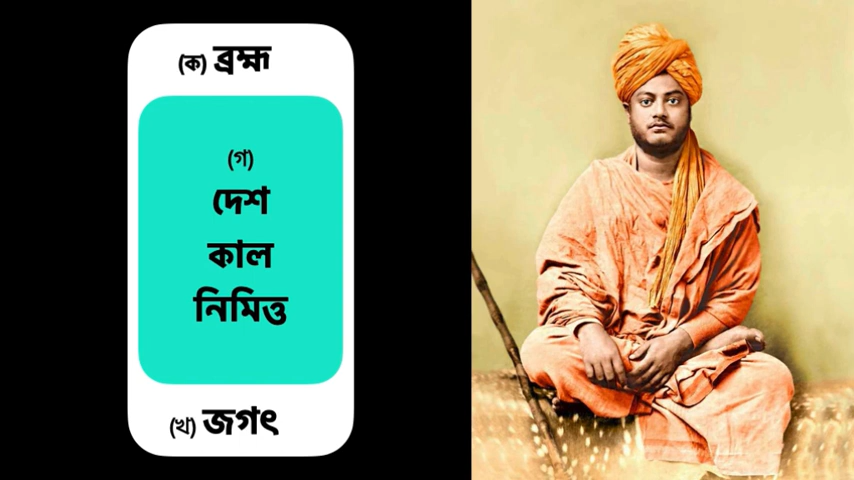 (ক) ব্রহ্ম
(গ)
দেশ
কাল
নিমিত্ত
(খ) জগৎ